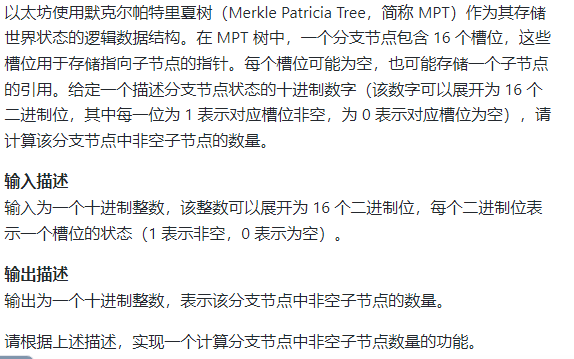 以太坊使用默克尔帕特里夏树（Merkle Patricia Tree，简称 MPT）作为其存储
世界状态的逻辑数据结构。在 MPT 树中，一个分支节点包含 16 个槽位，这些
槽位用于存储指向子节点的指针。每个槽位可能为空，也可能存储一个子节点
的引用。给定一个描述分支节点状态的十进制数字（该数字可以展开为 16 个
二进制位，其中每一位为 1 表示对应槽位非空，为 0 表示对应槽位为空），请
计算该分支节点中非空子节点的数量。
输入描述
输入为一个十进制整数，该整数可以展开为 16 个二进制位，每个二进制位表
示一个槽位的状态（1 表示非空，0 表示为空）。
输出描述
输出为一个十进制整数，表示该分支节点中非空子节点的数量。
请根据上述描述，实现一个计算分支节点中非空子节点数量的功能。